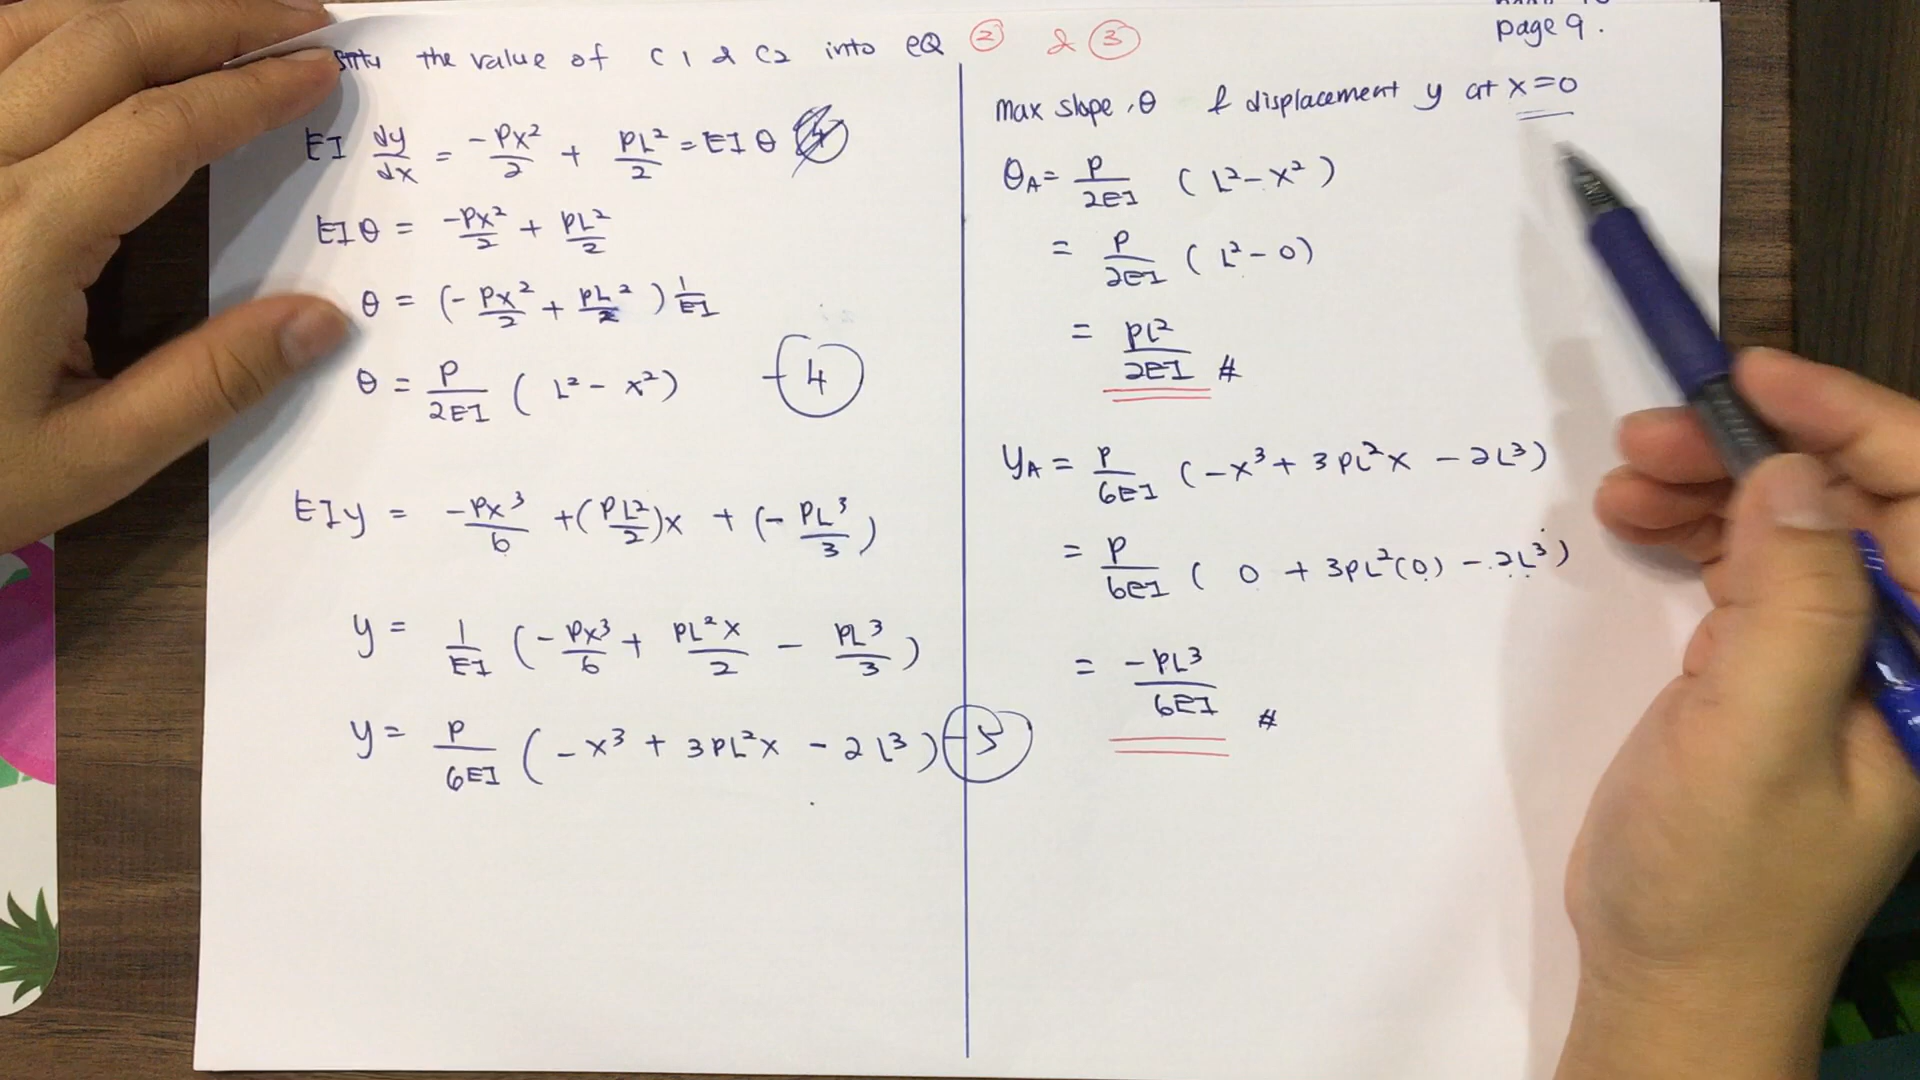 the value of C1 & C2 into eQ ② & ③
EI dy/dx = -Px²/2 + PL²/2 = EIθ
EIθ = -Px²/2 + PL²/2
θ = (-Px²/2 + PL²/2) 1/EI
θ = P/2EI (L² - x²) -④
EIy = -Px³/6 + (PL²/2)x + (-PL³/3)
y = 1/EI (-Px³/6 + PL²x/2 - PL³/3)
y = P/6EI (-x³ + 3PL²x - 2L³) -⑤
page 9.
Max slope, θ & displacement y at x=0
θA = P/2EI (L² - x²)
= P/2EI (L² - 0)
= PL²/2EI #
yA = P/6EI (-x³ + 3PL²x - 2L³)
= P/6EI (0 + 3PL²(0) - 2L³)
= -PL³/6EI #